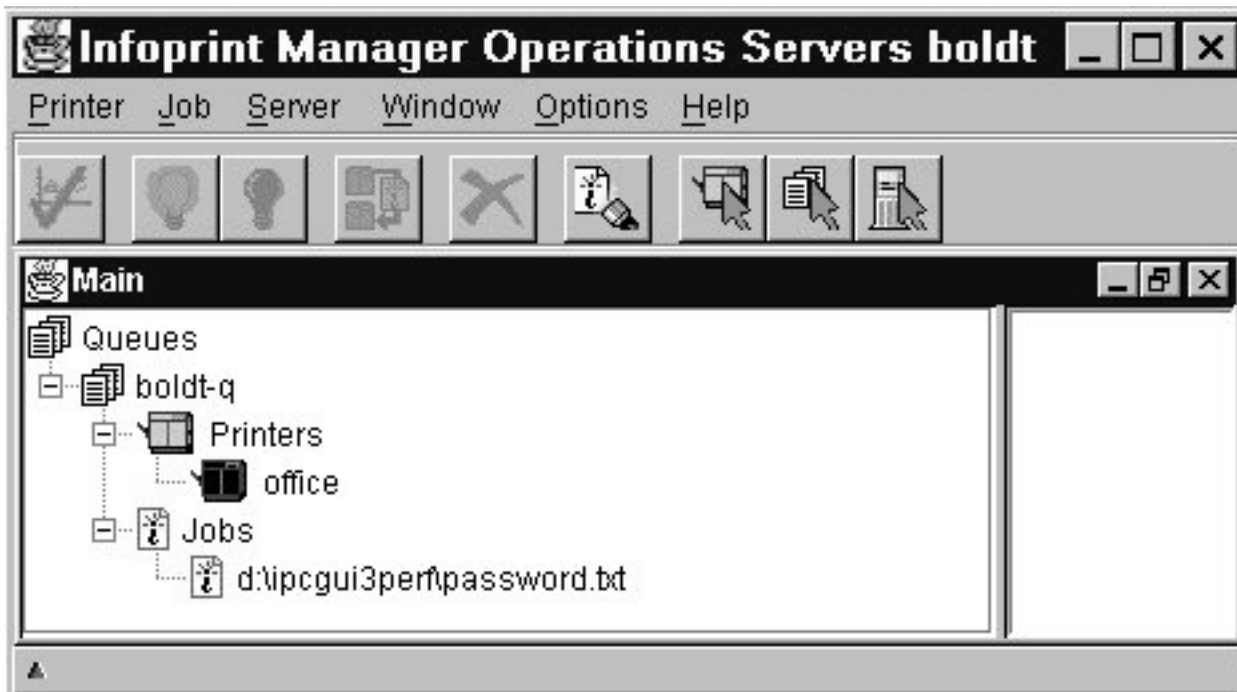 Infoprint Manager Operations Servers boldt
Printer Job Server Window Options Help
Main
Queues
boldt-q
Printers
office
Jobs
d:\ipcgui3perf\password.txt